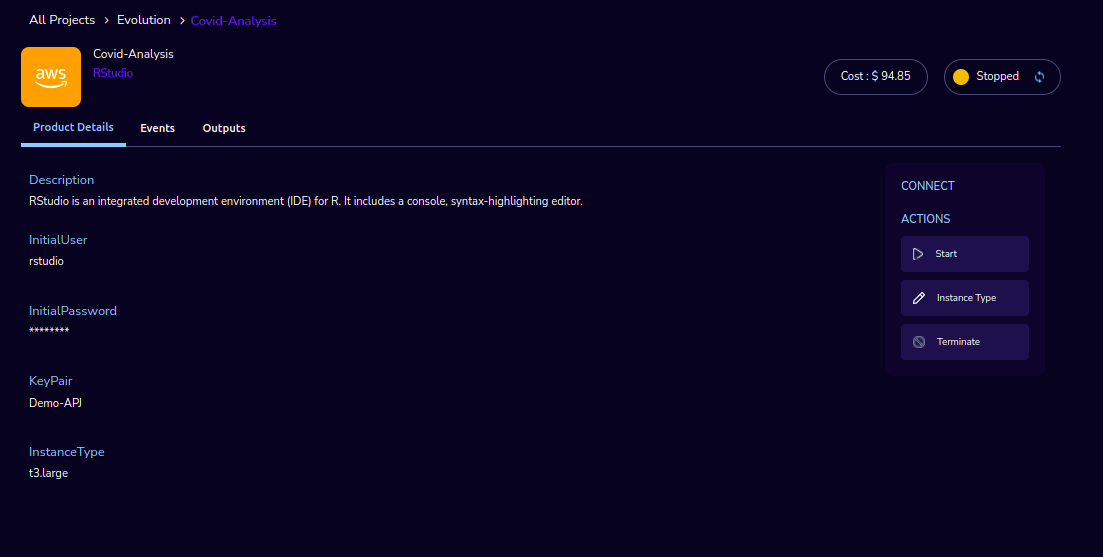 All Projects > Evolution > Covid-Analysis
aws
Covid-Analysis
RStudio
Cost : $ 94.85
Stopped
Product Details
Events
Outputs
Description
RStudio is an integrated development environment (IDE) for R. It includes a console, syntax-highlighting editor.
InitialUser
rstudio
InitialPassword
********
KeyPair
Demo-APJ
InstanceType
t3.large
CONNECT
ACTIONS
Start
Instance Type
Terminate